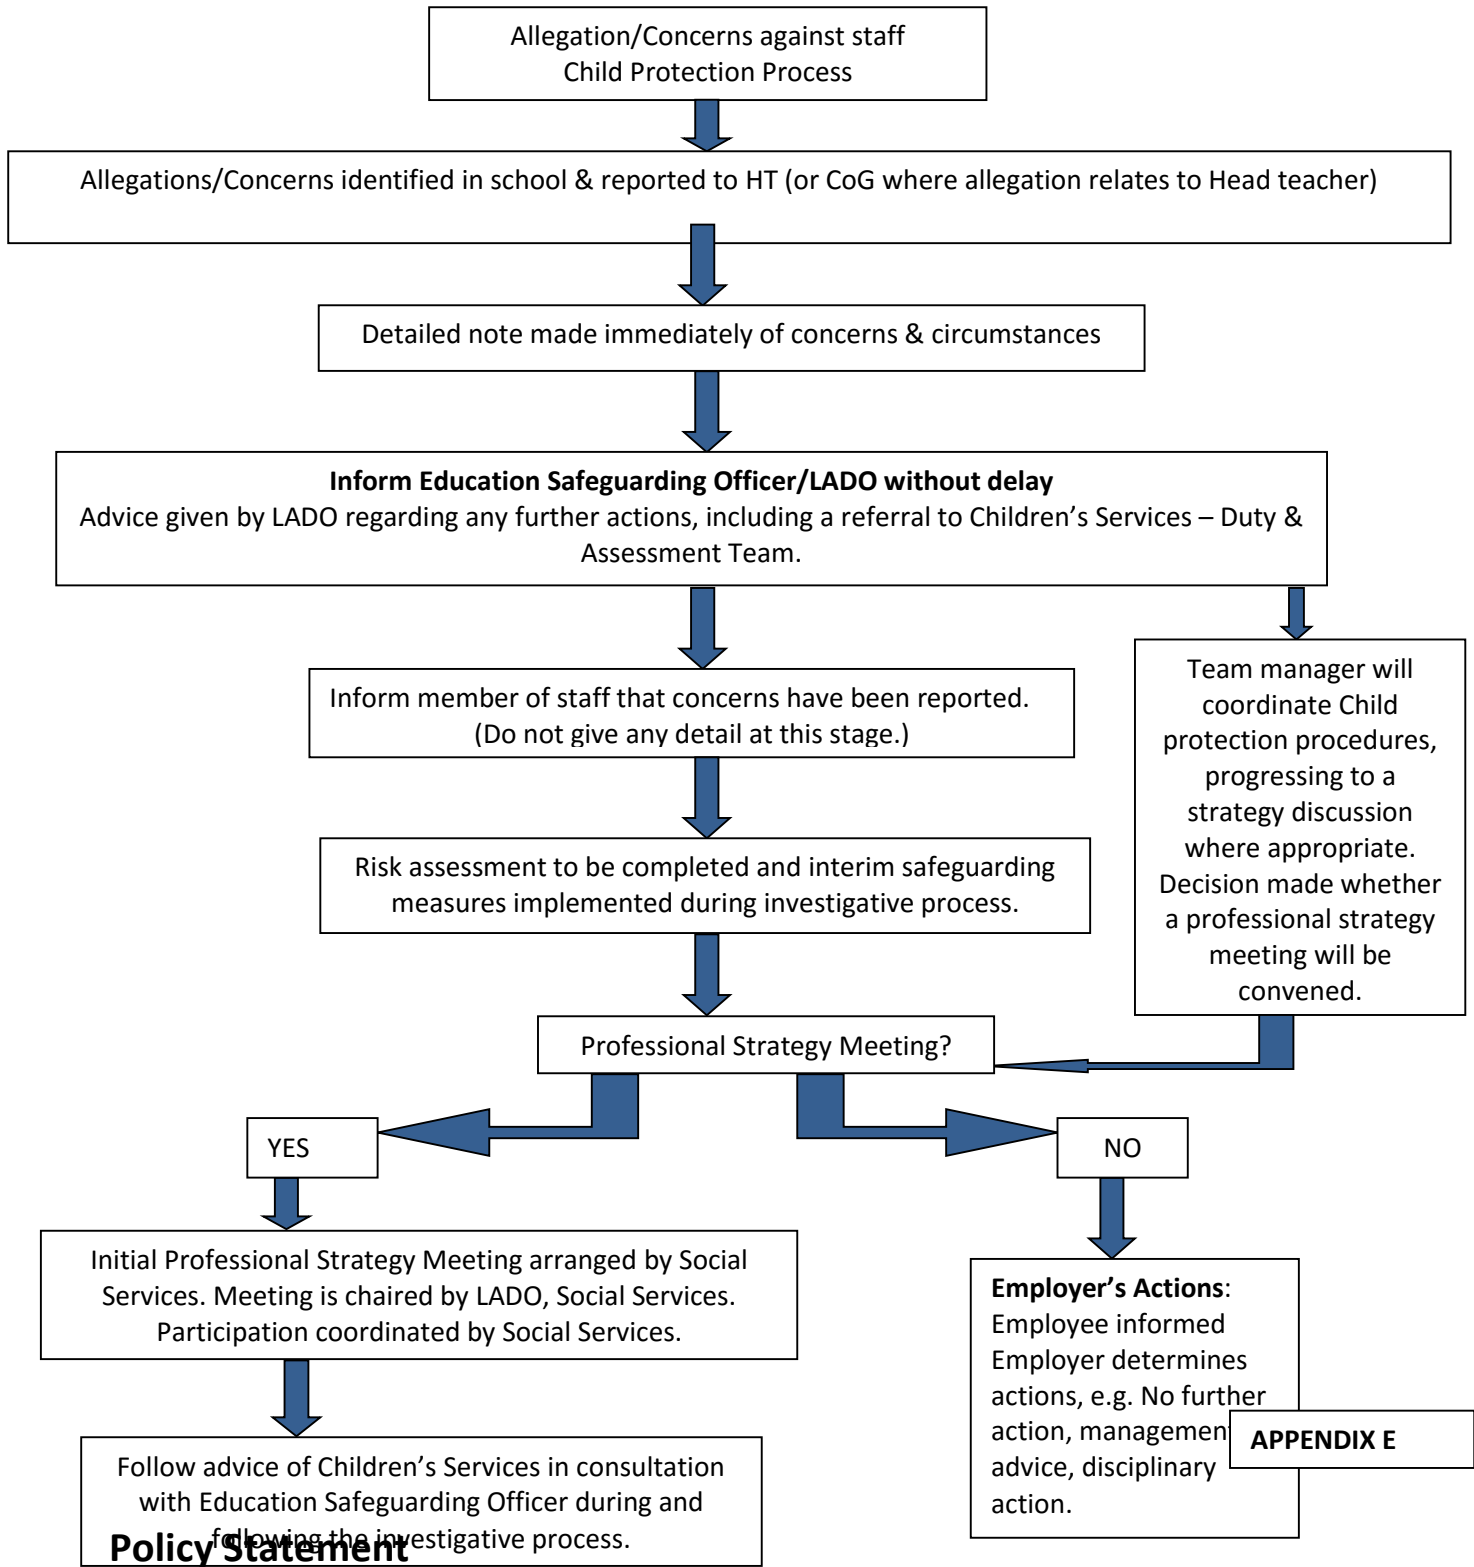 Allegation/Concerns against staff
Child Protection Process
Allegations/Concerns identified in school & reported to HT (or CoG where allegation relates to Head teacher)
Detailed note made immediately of concerns & circumstances
Inform Education Safeguarding Officer/LADO without delay
Advice given by LADO regarding any further actions, including a referral to Children’s Services – Duty &
Assessment Team.
Inform member of staff that concerns have been reported.
(Do not give any detail at this stage.)
Team manager will
coordinate Child
protection procedures,
progressing to a
strategy discussion
where appropriate.
Decision made whether
a professional strategy
meeting will be
convened.
Risk assessment to be completed and interim safeguarding
measures implemented during investigative process.
Professional Strategy Meeting?
YES
NO
Initial Professional Strategy Meeting arranged by Social
Services. Meeting is chaired by LADO, Social Services.
Participation coordinated by Social Services.
Employer’s Actions:
Employee informed
Employer determines
actions, e.g. No further
action, management
advice, disciplinary
action.
APPENDIX E
Follow advice of Children’s Services in consultation
with Education Safeguarding Officer during and
following the investigative process.
Policy Statement